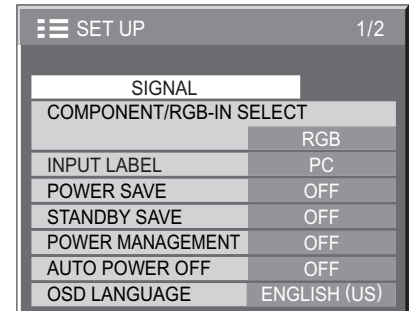 SET UP 1/2
SIGNAL
COMPONENT/RGB-IN SELECT
RGB
INPUT LABEL PC
POWER SAVE OFF
STANDBY SAVE OFF
POWER MANAGEMENT OFF
AUTO POWER OFF OFF
OSD LANGUAGE ENGLISH (US)